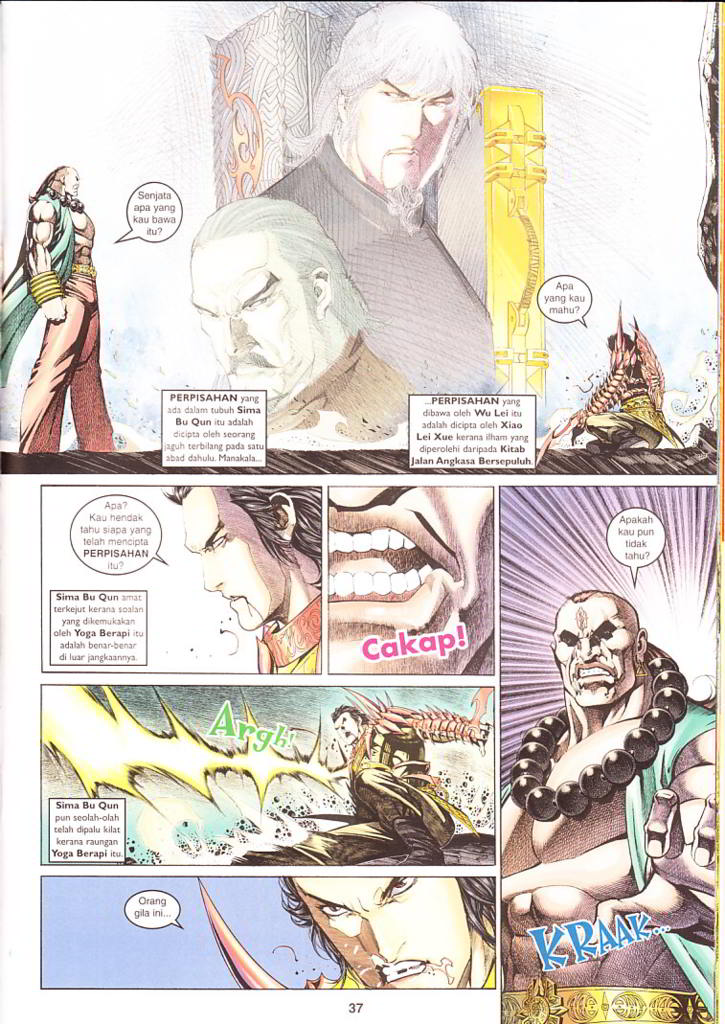 Senjata
apa yang
kau bawa
itu?
Apa
yang kau
mahu?
PERPISAHAN yang
ada dalam tubuh Sima
Bu Qun itu adalah
dicipta oleh seorang
jaguh terbilang pada satu
abad dahulu. Manakala...
...PERPISAHAN yang
dibawa oleh Wu Lei itu
adalah dicipta oleh Xiao
Lei Xue kerana ilham yang
diperolehi daripada Kitab
Jalan Angkasa Bersepuluh.
Apa?
Kau hendak
tahu siapa yang
telah mencipta
PERPISAHAN
itu?
Sima Bu Qun amat
terkejut kerana soalan
yang dikemukakan
oleh Yoga Berapi itu
adalah benar-benar
di luar jangkaannya.
Cakap!
Apakah
kau pun
tidak
tahu?
Argh!
Sima Bu Qun
pun seolah-olah
telah dipalu kilat
kerana raungan
Yoga Berapi itu.
Orang
gila ini...
KRAAK...
37